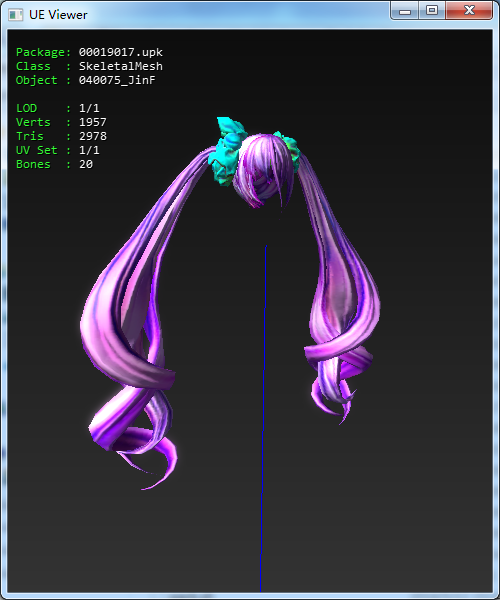 UE Viewer
Package: 00019017.upk
Class : SkeletalMesh
Object : 040075_JinF
LOD : 1/1
Verts : 1957
Tris : 2978
UV Set : 1/1
Bones : 20